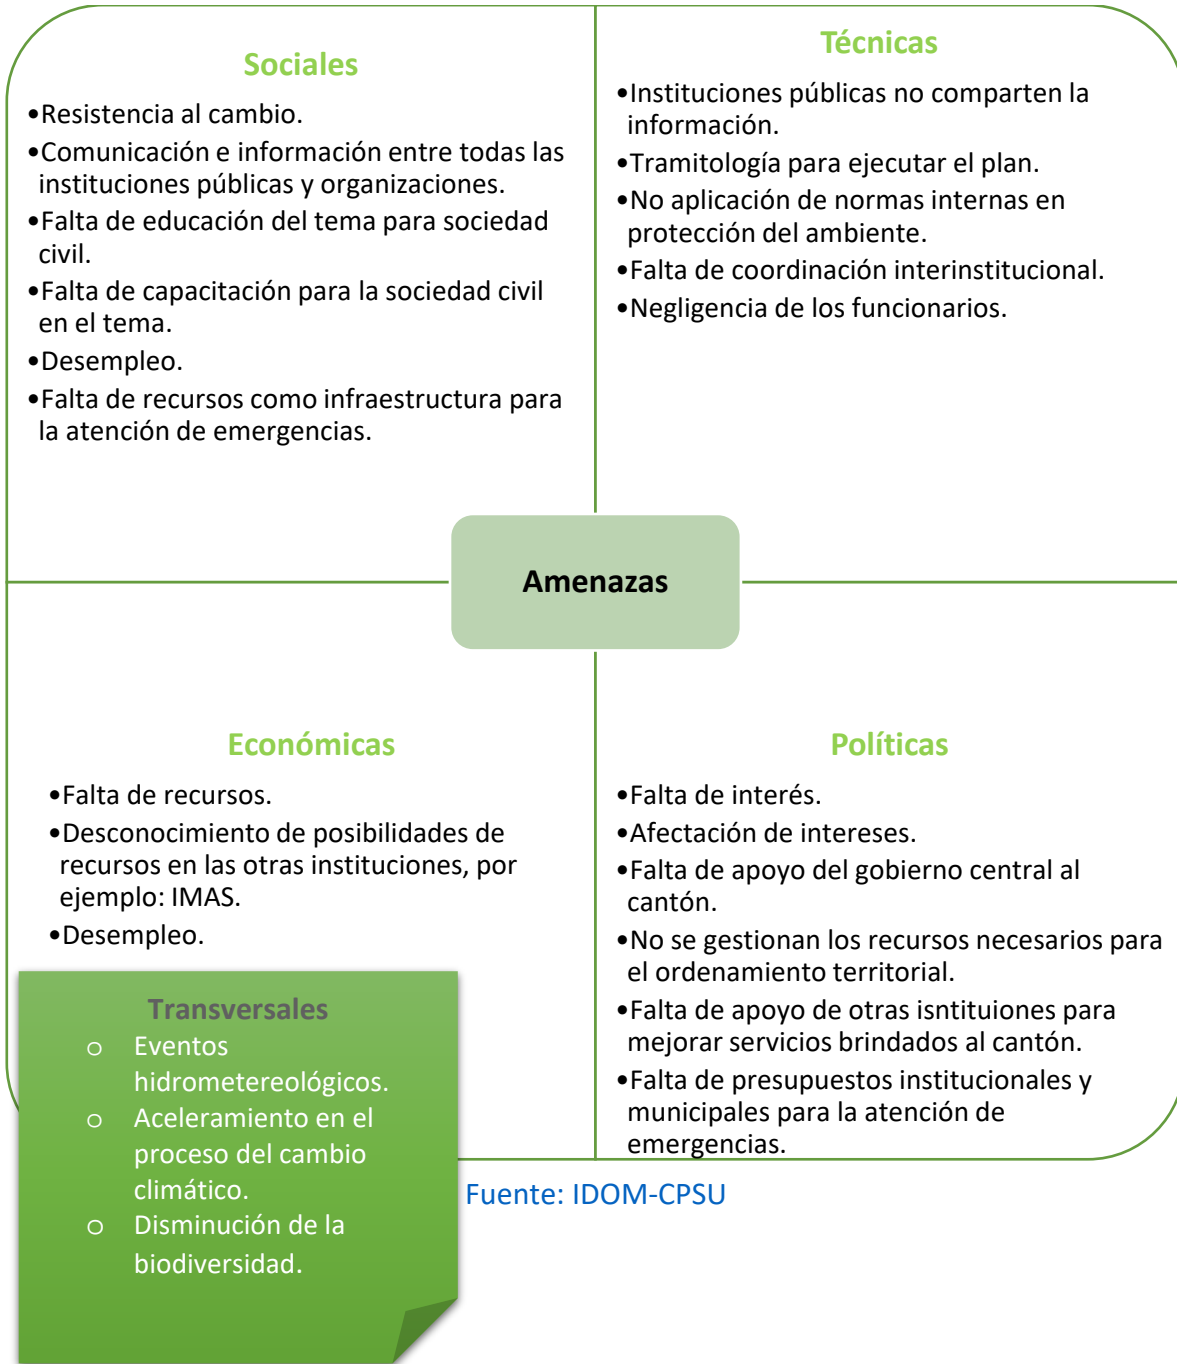 Sociales
•Resistencia al cambio.
•Comunicación e información entre todas las
instituciones públicas y organizaciones.
•Falta de educación del tema para sociedad
civil.
•Falta de capacitación para la sociedad civil
en el tema.
•Desempleo.
•Falta de recursos como infraestructura para
la atención de emergencias.
Técnicas
•Instituciones públicas no comparten la
información.
•Tramitología para ejecutar el plan.
•No aplicación de normas internas en
protección del ambiente.
•Falta de coordinación interinstitucional.
•Negligencia de los funcionarios.
Amenazas
Económicas
•Falta de recursos.
•Desconocimiento de posibilidades de
recursos en las otras instituciones, por
ejemplo: IMAS.
•Desempleo.
Políticas
•Falta de interés.
•Afectación de intereses.
•Falta de apoyo del gobierno central al
cantón.
•No se gestionan los recursos necesarios para
el ordenamiento territorial.
•Falta de apoyo de otras isntituiones para
mejorar servicios brindados al cantón.
•Falta de presupuestos institucionales y
municipales para la atención de
emergencias.
Transversales
o Eventos
hidrometereológicos.
o Aceleramiento en el
proceso del cambio
climático.
o Disminución de la
biodiversidad.
Fuente: IDOM-CPSU